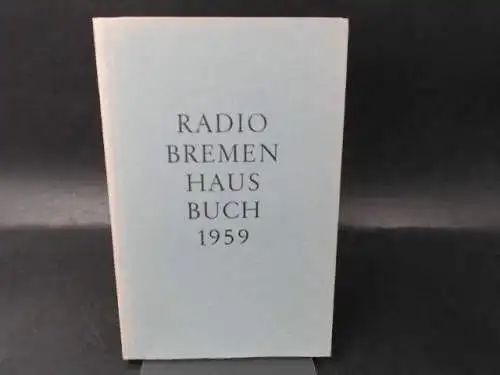 RADIO
BREMEN
HAUS
BUCH
1959